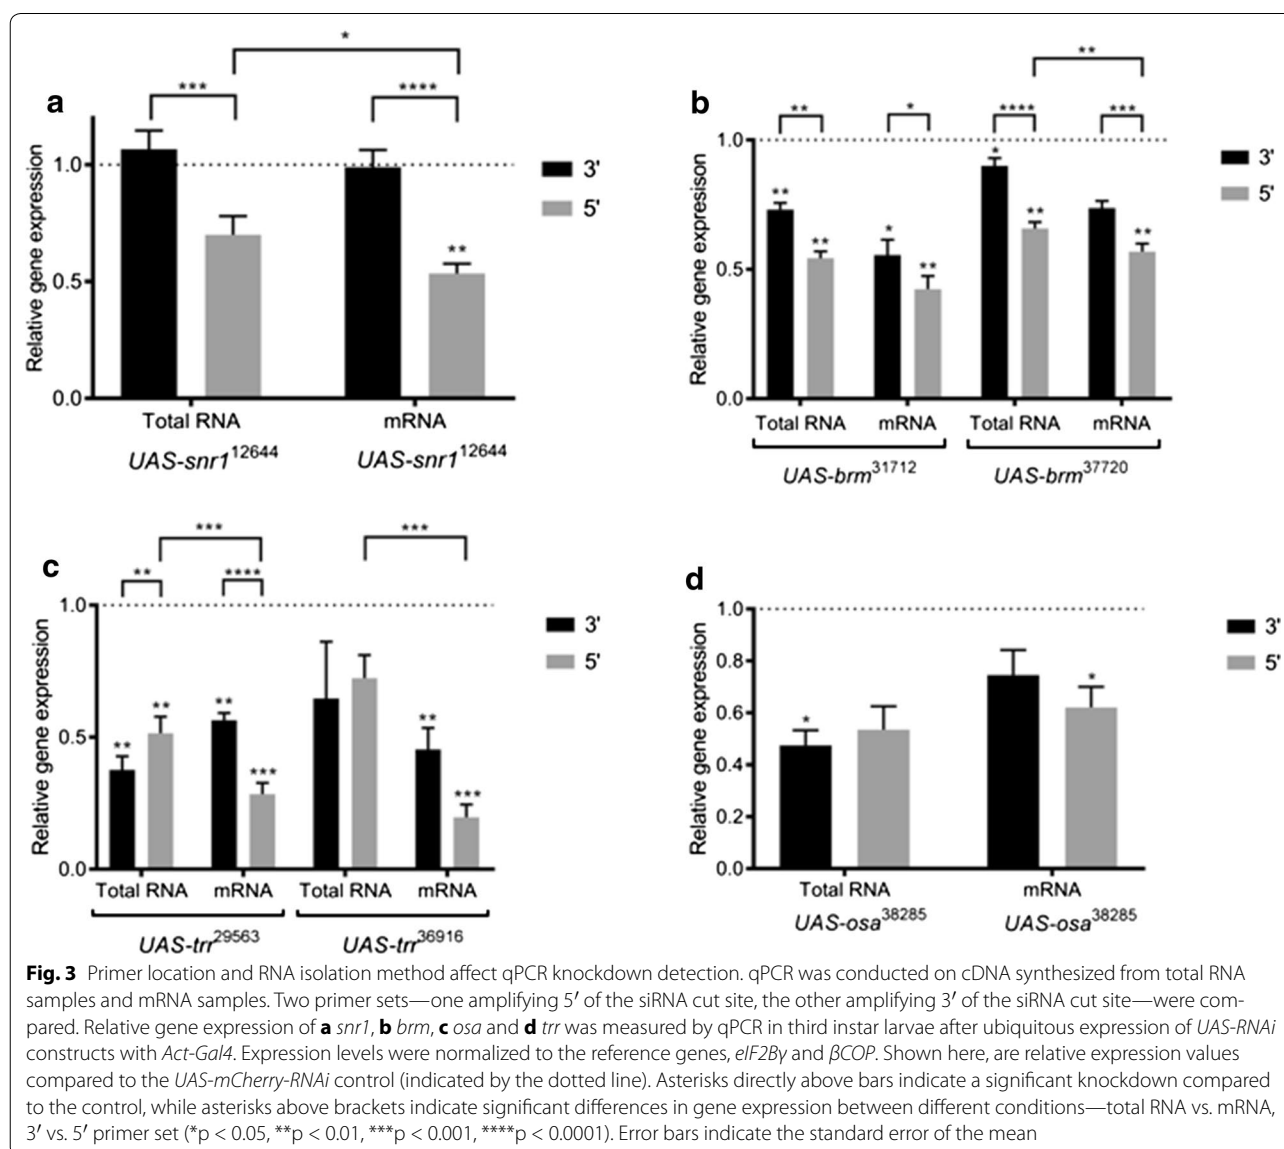 *
*** ****
a
Relative gene expression
1.0
0.5
0.0
3'
5'
**
Total RNA mRNA
UAS-snr1^12644 UAS-snr1^12644
**
** * **** ***
b
Relative gene expresison
1.0
0.5
0.0
** ** * ** * ** **
3'
5'
Total RNA mRNA Total RNA mRNA
UAS-brm^31712 UAS-brm^37720
*** ***
** ****
c
Relative gene expression
1.0
0.5
0.0
** ** ** *** ** ***
3'
5'
Total RNA mRNA Total RNA mRNA
UAS-trr^29563 UAS-trr^36916
d
Relative gene expression
1.0
0.8
0.6
0.4
0.2
0.0
* *
3'
5'
Total RNA mRNA
UAS-osa^38285 UAS-osa^38285
Fig. 3 Primer location and RNA isolation method affect qPCR knockdown detection. qPCR was conducted on cDNA synthesized from total RNA
samples and mRNA samples. Two primer sets—one amplifying 5′ of the siRNA cut site, the other amplifying 3′ of the siRNA cut site—were com-
pared. Relative gene expression of a snr1, b brm, c osa and d trr was measured by qPCR in third instar larvae after ubiquitous expression of UAS-RNAi
constructs with Act-Gal4. Expression levels were normalized to the reference genes, eIF2Bγ and βCOP. Shown here, are relative expression values
compared to the UAS-mCherry-RNAi control (indicated by the dotted line). Asterisks directly above bars indicate a significant knockdown compared
to the control, while asterisks above brackets indicate significant differences in gene expression between different conditions—total RNA vs. mRNA,
3′ vs. 5′ primer set (*p < 0.05, **p < 0.01, ***p < 0.001, ****p < 0.0001). Error bars indicate the standard error of the mean